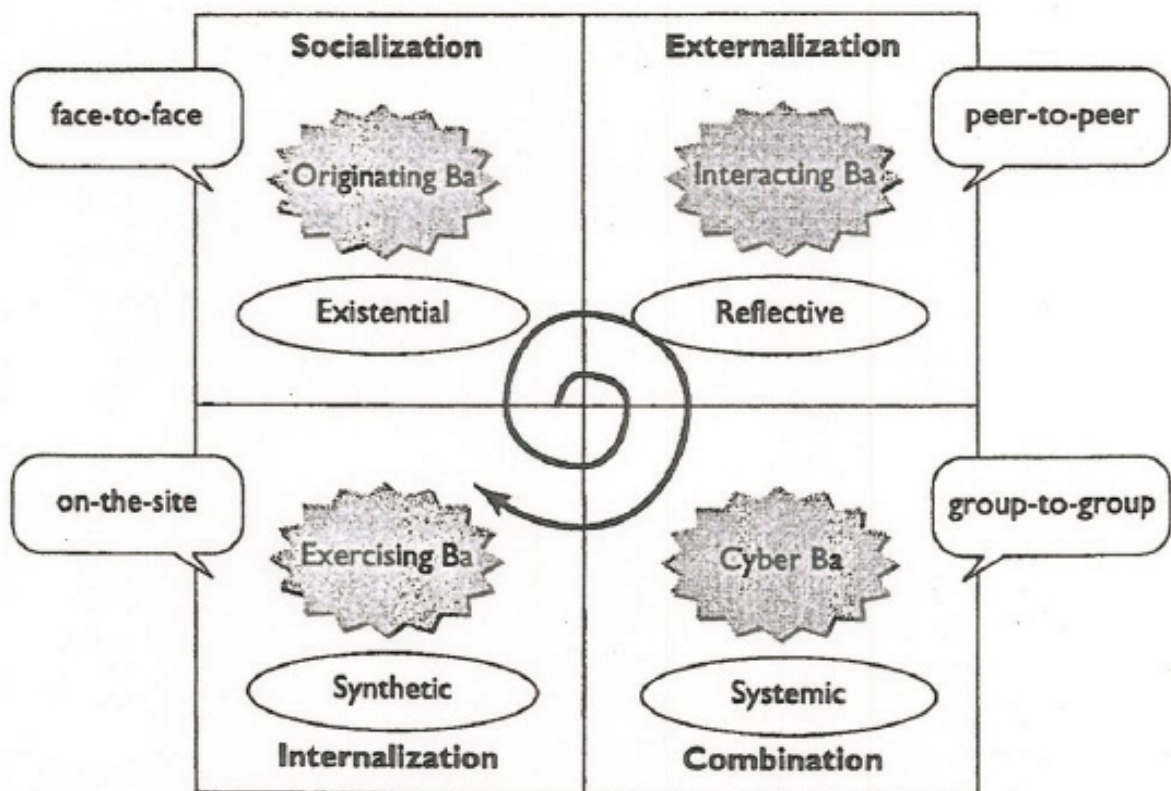 Socialization
Externalization
face-to-face
peer-to-peer
Originating Ba
Interacting Ba
Existential
Reflective
on-the-site
group-to-group
Exercising Ba
Cyber Ba
Synthetic
Systemic
Internalization
Combination